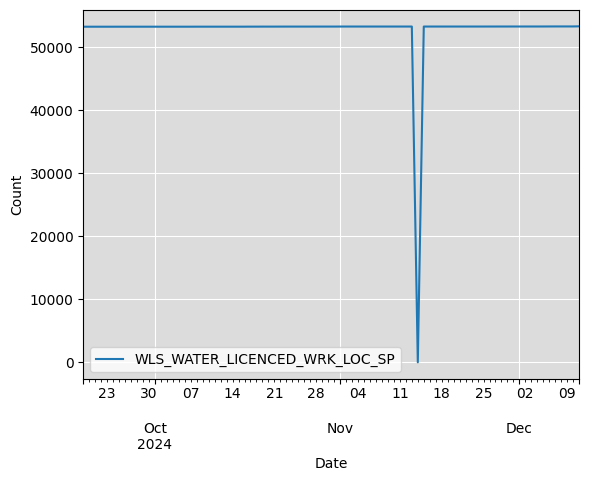 50000
40000
30000
20000
10000
0
Count
WLS_WATER_LICENCED_WRK_LOC_SP
23 30 07 14 21 28 04 11 18 25 02 09
Oct Nov Dec
2024
Date